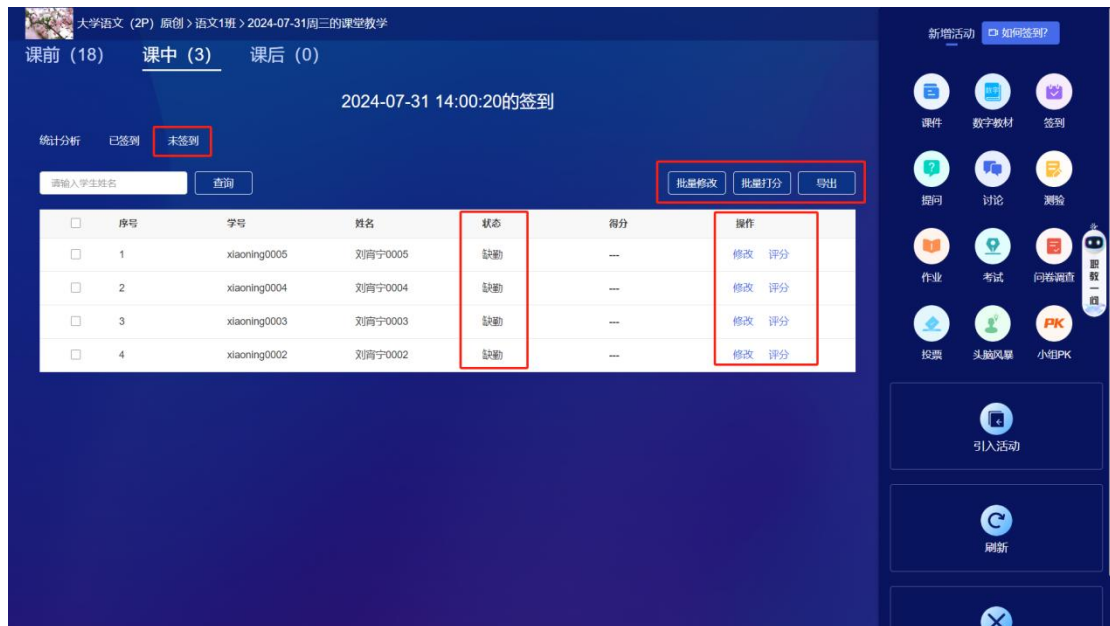 大学语文（2P）原创 > 语文1班 > 2024-07-31周三的课堂教学
课前（18） 课中（3） 课后（0）
2024-07-31 14:00:20的签到
统计分析 已签到 未签到
请输入学生姓名 查询 批量修改 批量打分 导出
序号 学号 姓名 状态 得分 操作
1 xiaoning0005 刘宵宁0005 缺勤 --- 修改 评分
2 xiaoning0004 刘宵宁0004 缺勤 --- 修改 评分
3 xiaoning0003 刘宵宁0003 缺勤 --- 修改 评分
4 xiaoning0002 刘宵宁0002 缺勤 --- 修改 评分
新增活动 如何签到?
课件 数字教材 签到
提问 讨论 测验
作业 考试 问卷调查
投票 头脑风暴 小组PK
PK
职教一问
引入活动
刷新